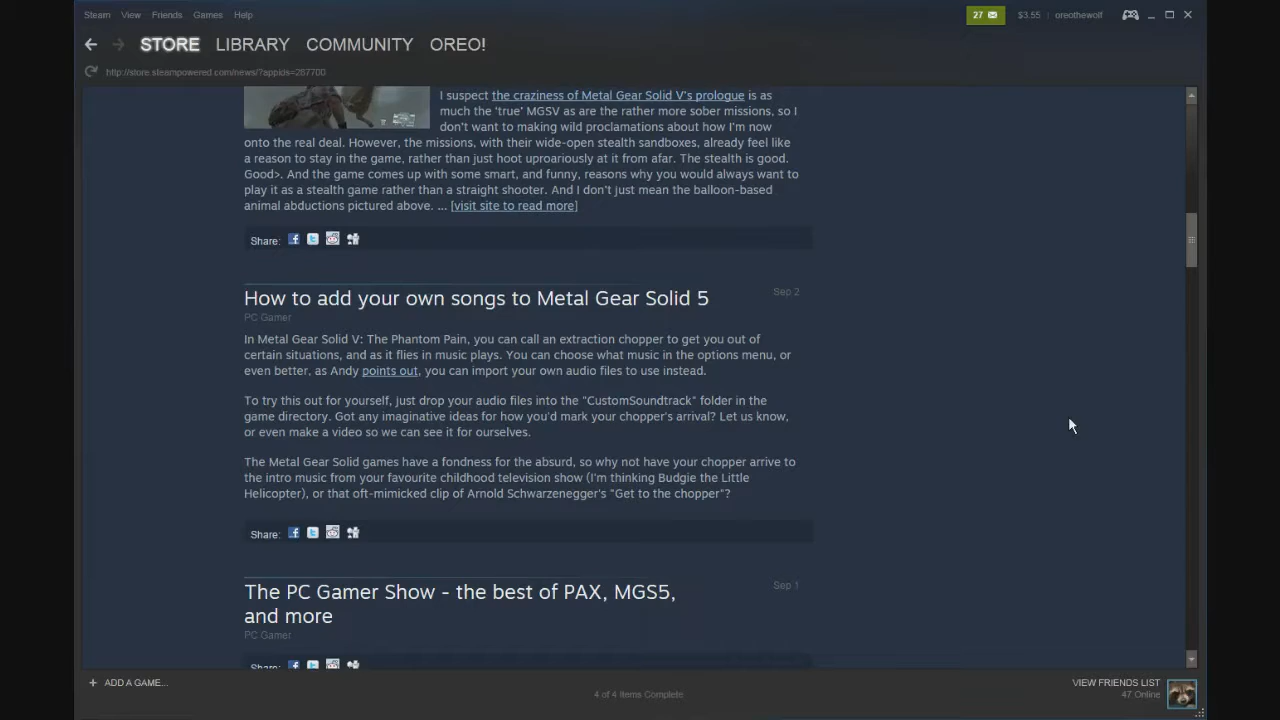 Steam View Friends Games Help
27 $3.55 oreothewolf
STORE LIBRARY COMMUNITY OREO!
http://store.steampowered.com/news/?appids=287700
I suspect the craziness of Metal Gear Solid V's prologue is as
much the 'true' MGSV as are the rather more sober missions, so I
don't want to making wild proclamations about how I'm now
onto the real deal. However, the missions, with their wide-open stealth sandboxes, already feel like
a reason to stay in the game, rather than just hoot uproariously at it from afar. The stealth is good.
Good>. And the game comes up with some smart, and funny, reasons why you would always want to
play it as a stealth game rather than a straight shooter. And I don't just mean the balloon-based
animal abductions pictured above. ... [visit site to read more]
Share:
How to add your own songs to Metal Gear Solid 5
Sep 2
PC Gamer
In Metal Gear Solid V: The Phantom Pain, you can call an extraction chopper to get you out of
certain situations, and as it flies in music plays. You can choose what music in the options menu, or
even better, as Andy points out, you can import your own audio files to use instead.
To try this out for yourself, just drop your audio files into the "CustomSoundtrack" folder in the
game directory. Got any imaginative ideas for how you'd mark your chopper's arrival? Let us know,
or even make a video so we can see it for ourselves.
The Metal Gear Solid games have a fondness for the absurd, so why not have your chopper arrive to
the intro music from your favourite childhood television show (I'm thinking Budgie the Little
Helicopter), or that oft-mimicked clip of Arnold Schwarzenegger's "Get to the chopper"?
Share:
The PC Gamer Show - the best of PAX, MGS5,
and more
Sep 1
PC Gamer
Share:
+ ADD A GAME...
4 of 4 Items Complete
VIEW FRIENDS LIST
47 Online